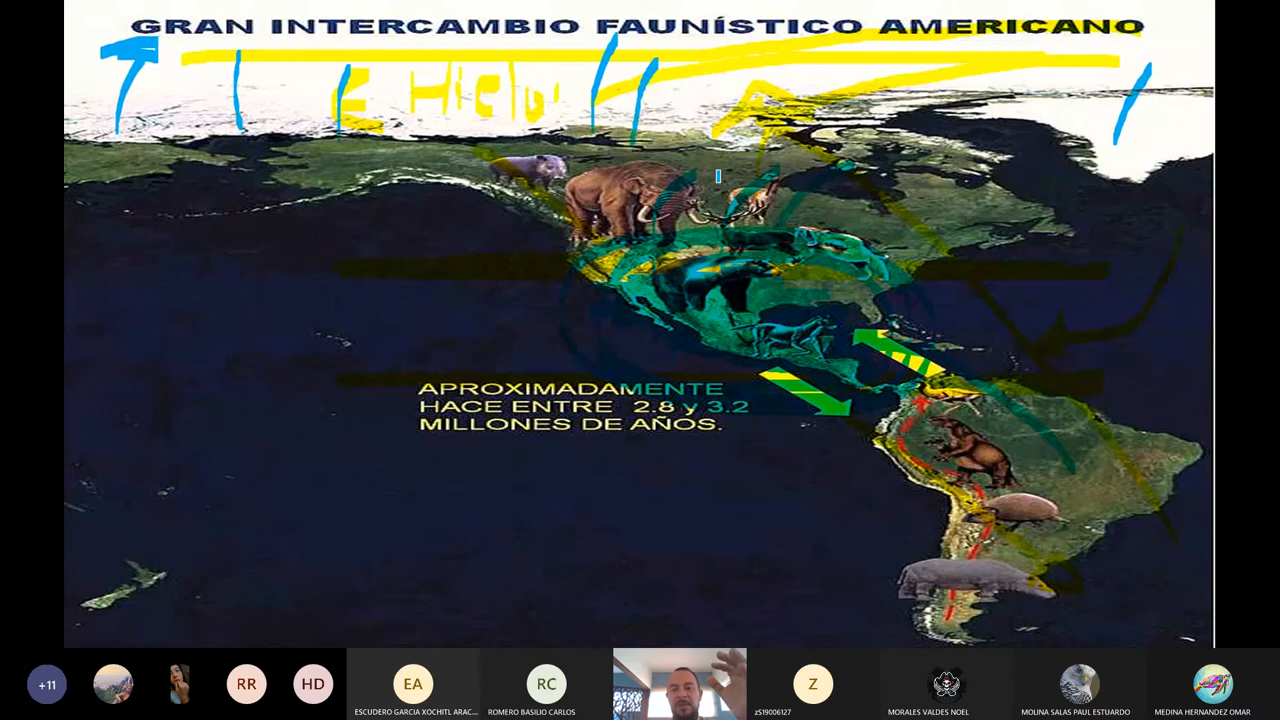 GRAN INTERCAMBIO FAUNÍSTICO AMERICANO
APROXIMADAMENTE
HACE ENTRE 2.8 y 3.2
MILLONES DE AÑOS.
+11
RR
HD
EA
RC
Z
ESCUDERO GARCIA XOCHITL ARAC...
ROMERO BASILIO CARLOS
zS19006127
MORALES VALDES NOEL
MOLINA SALAS PAUL ESTUARDO
MEDINA HERNANDEZ OMAR